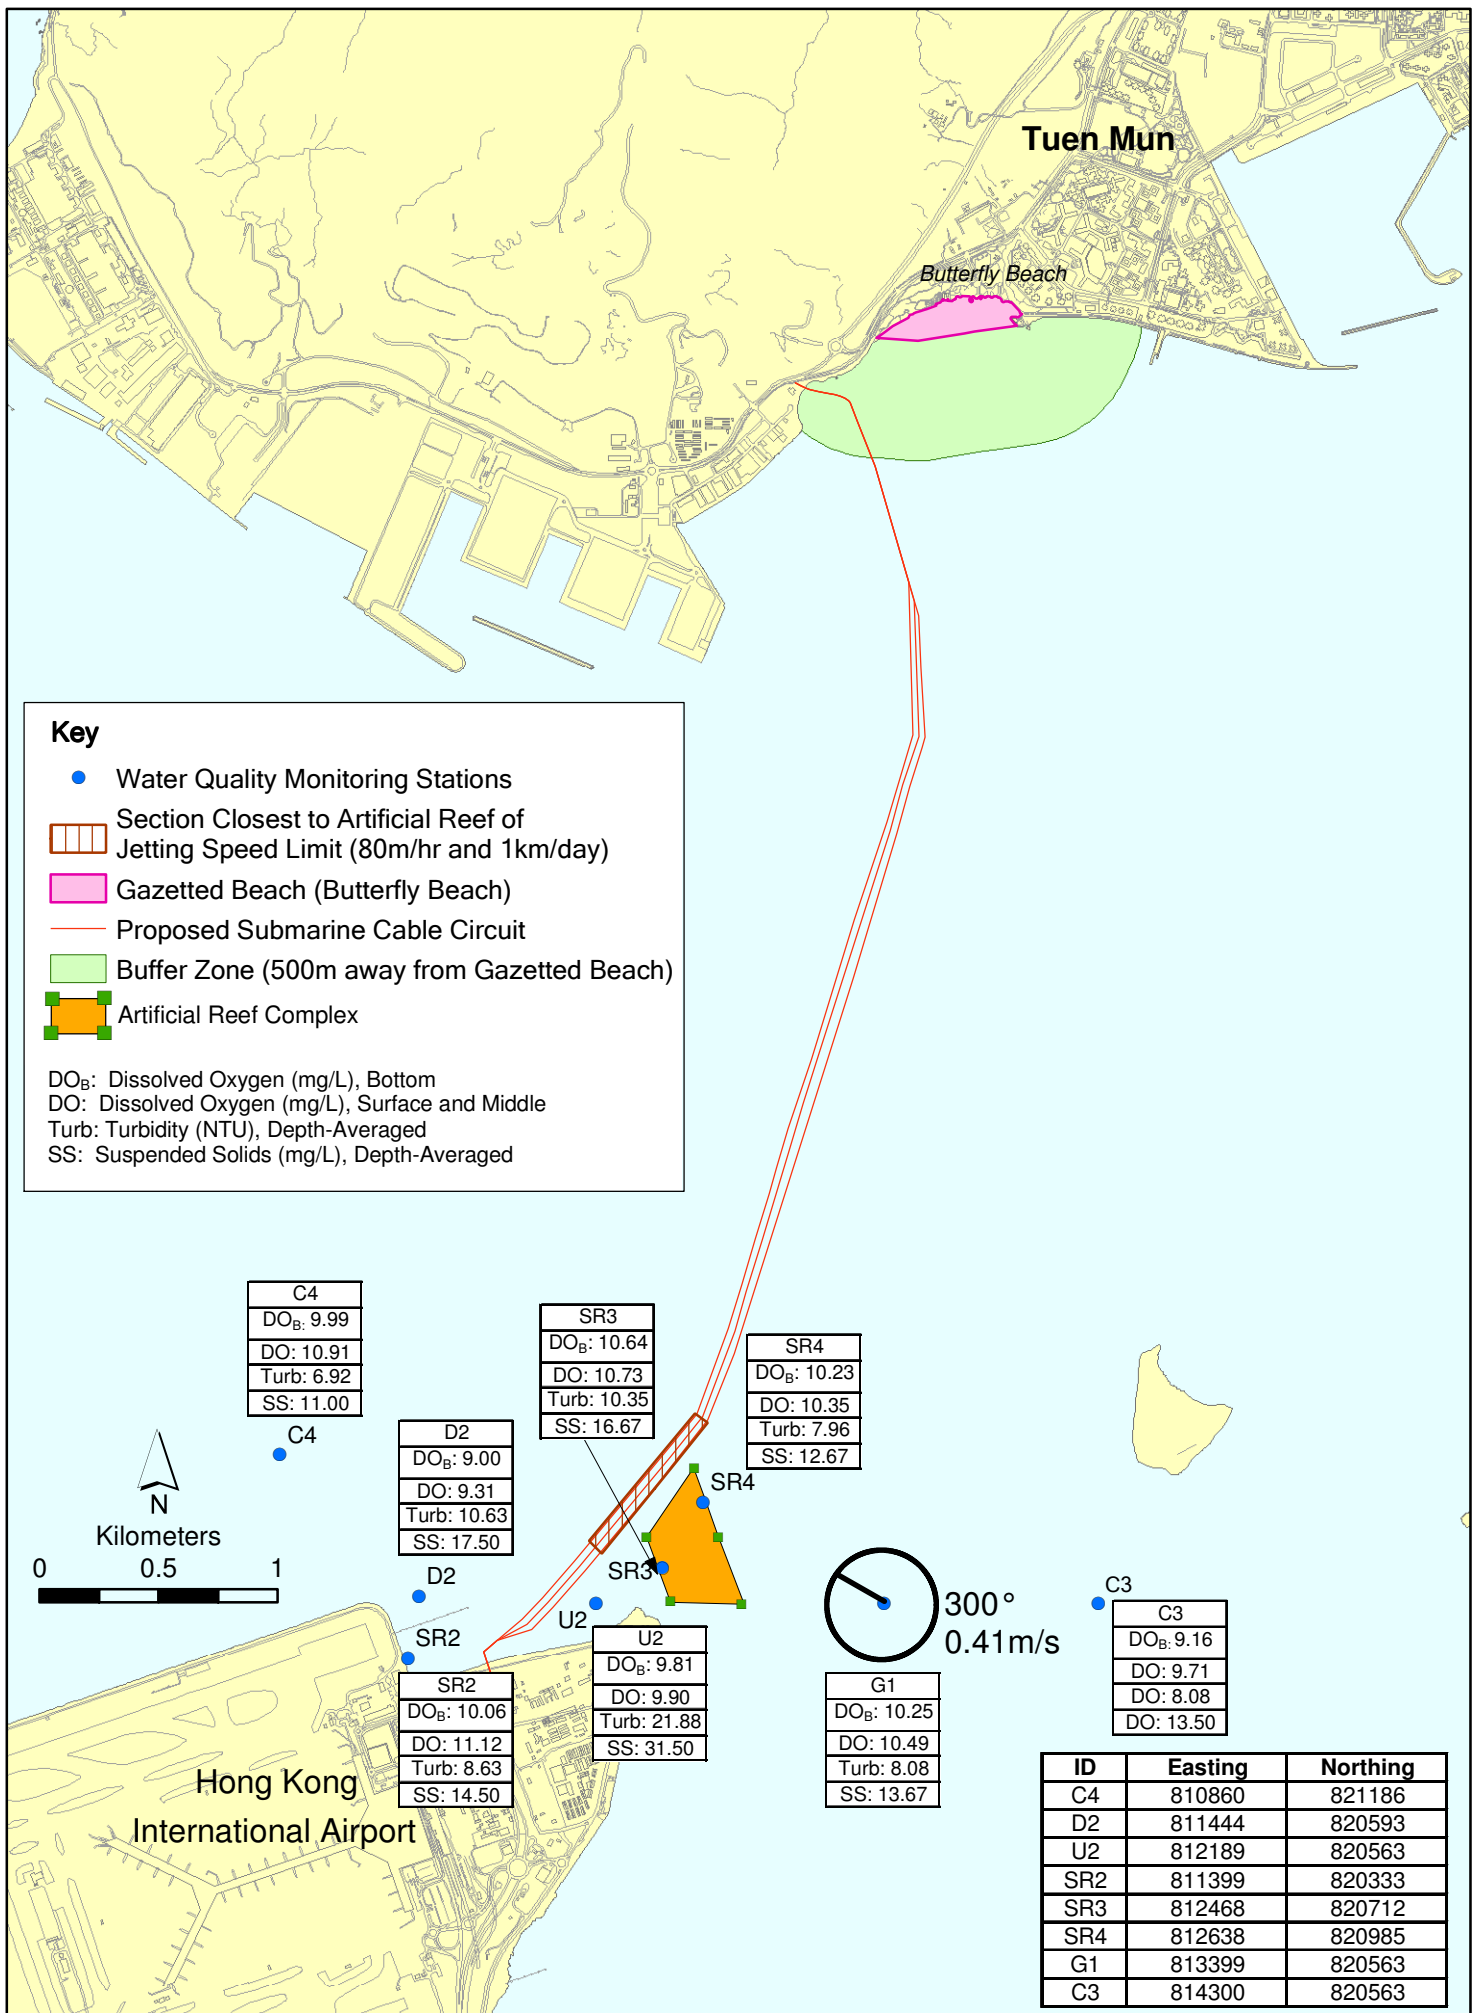 Tuen Mun
Butterfly Beach
Key
Water Quality Monitoring Stations
Section Closest to Artificial Reef of
Jetting Speed Limit (80m/hr and 1km/day)
Gazetted Beach (Butterfly Beach)
Proposed Submarine Cable Circuit
Buffer Zone (500m away from Gazetted Beach)
Artificial Reef Complex
DOB: Dissolved Oxygen (mg/L), Bottom
DO: Dissolved Oxygen (mg/L), Surface and Middle
Turb: Turbidity (NTU), Depth-Averaged
SS: Suspended Solids (mg/L), Depth-Averaged
C4
DOB: 9.99
DO: 10.91
Turb: 6.92
SS: 11.00
C4
SR3
DOB: 10.64
DO: 10.73
Turb: 10.35
SS: 16.67
SR4
DOB: 10.23
DO: 10.35
Turb: 7.96
SS: 12.67
D2
DOB: 9.00
DO: 9.31
Turb: 10.63
SS: 17.50
SR4
N
Kilometers
0 0.5 1
D2
SR3
U2
SR2
300°
0.41m/s
C3
C3
DOB: 9.16
DO: 9.71
DO: 8.08
DO: 13.50
U2
DOB: 9.81
DO: 9.90
Turb: 21.88
SS: 31.50
SR2
DOB: 10.06
DO: 11.12
Turb: 8.63
SS: 14.50
G1
DOB: 10.25
DO: 10.49
Turb: 8.08
SS: 13.67
Hong Kong
International Airport
ID Easting Northing
C4 810860 821186
D2 811444 820593
U2 812189 820563
SR2 811399 820333
SR3 812468 820712
SR4 812638 820985
G1 813399 820563
C3 814300 820563